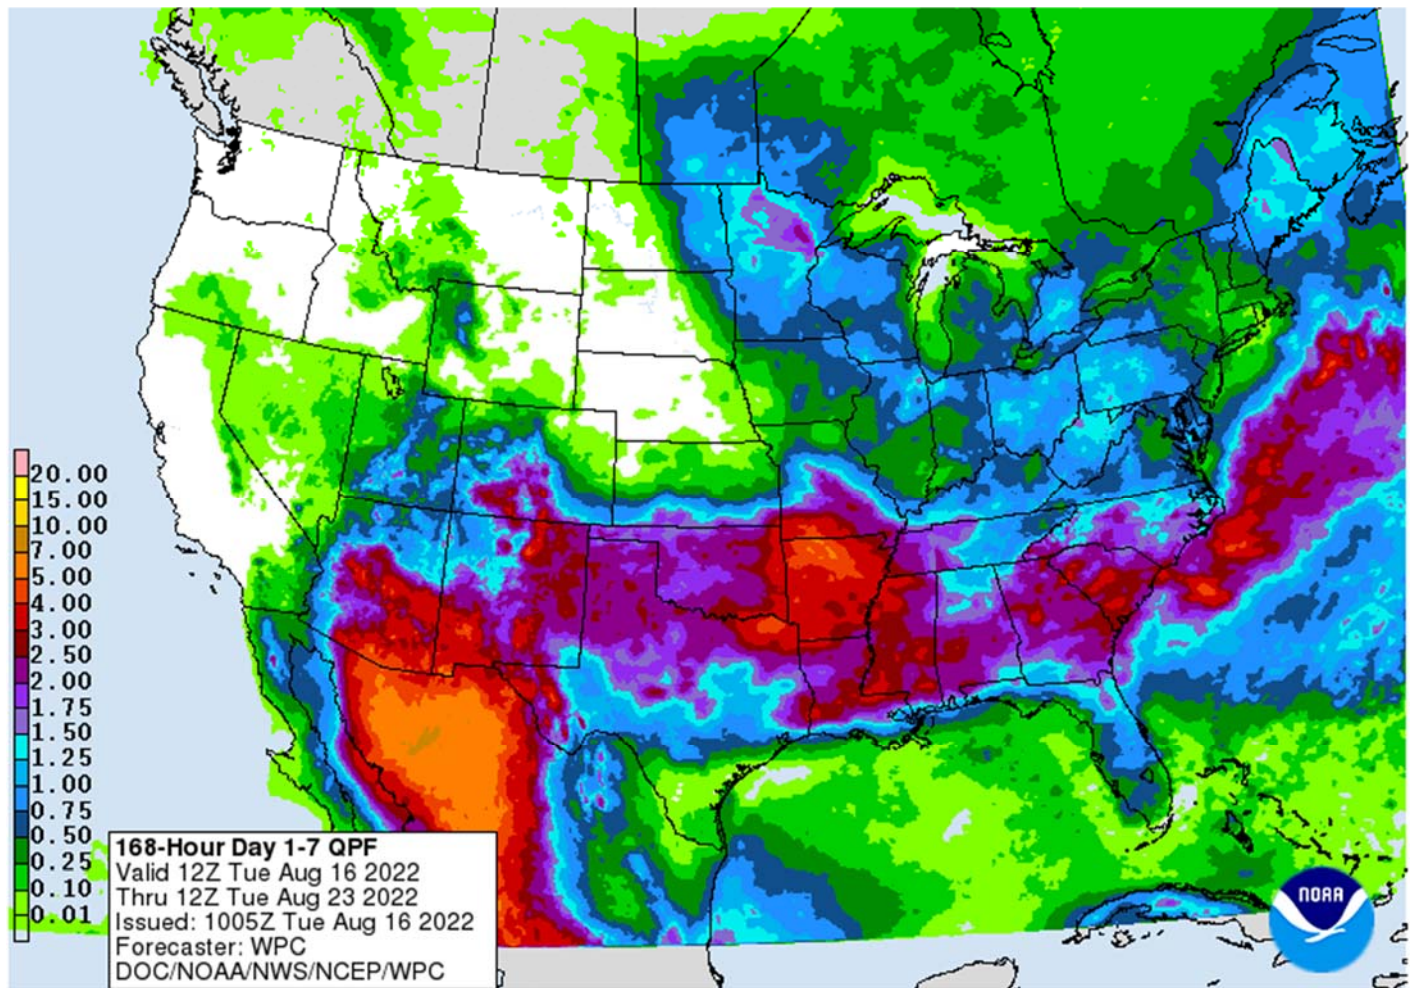 20.00
15.00
10.00
7.00
5.00
4.00
3.00
2.50
2.00
1.75
1.50
1.25
1.00
0.75
0.50
0.25
0.10
0.01
168-Hour Day 1-7 QPF
Valid 12Z Tue Aug 16 2022
Thru 12Z Tue Aug 23 2022
Issued: 1005Z Tue Aug 16 2022
Forecaster: WPC
DOC/NOAA/NWS/NCEP/WPC
NOAA